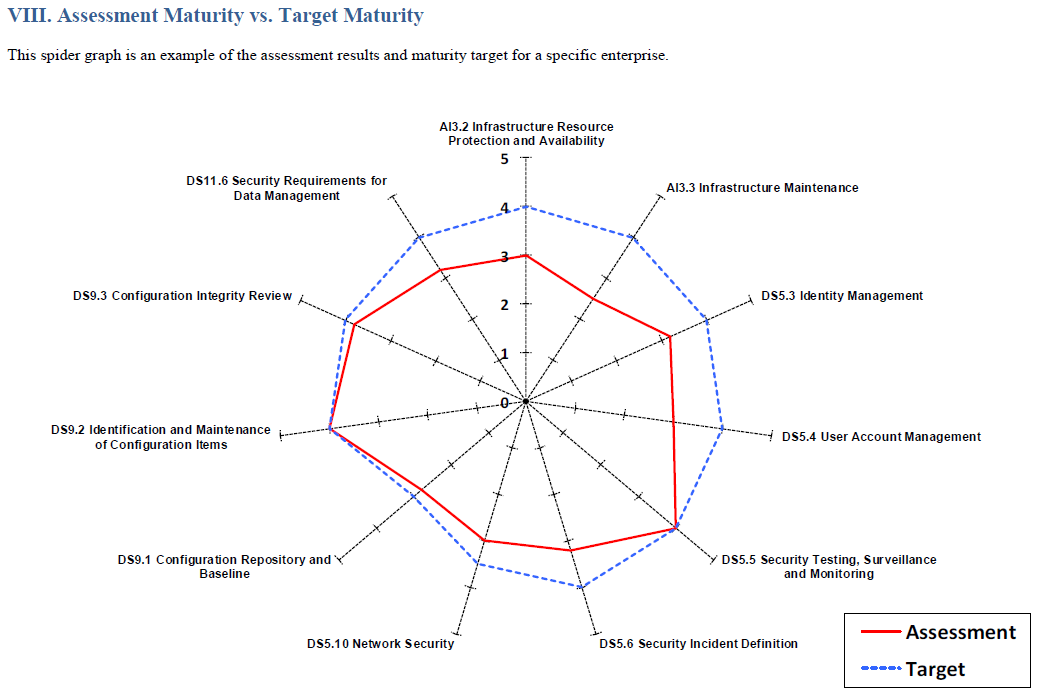 VIII. Assessment Maturity vs. Target Maturity
This spider graph is an example of the assessment results and maturity target for a specific enterprise.
AI3.2 Infrastructure Resource
Protection and Availability
5
DS11.6 Security Requirements for
Data Management
AI3.3 Infrastructure Maintenance
4
3
DS9.3 Configuration Integrity Review
DS5.3 Identity Management
2
1
0
DS9.2 Identification and Maintenance
of Configuration Items
DS5.4 User Account Management
DS9.1 Configuration Repository and
Baseline
DS5.5 Security Testing, Surveillance
and Monitoring
DS5.10 Network Security
DS5.6 Security Incident Definition
Assessment
Target